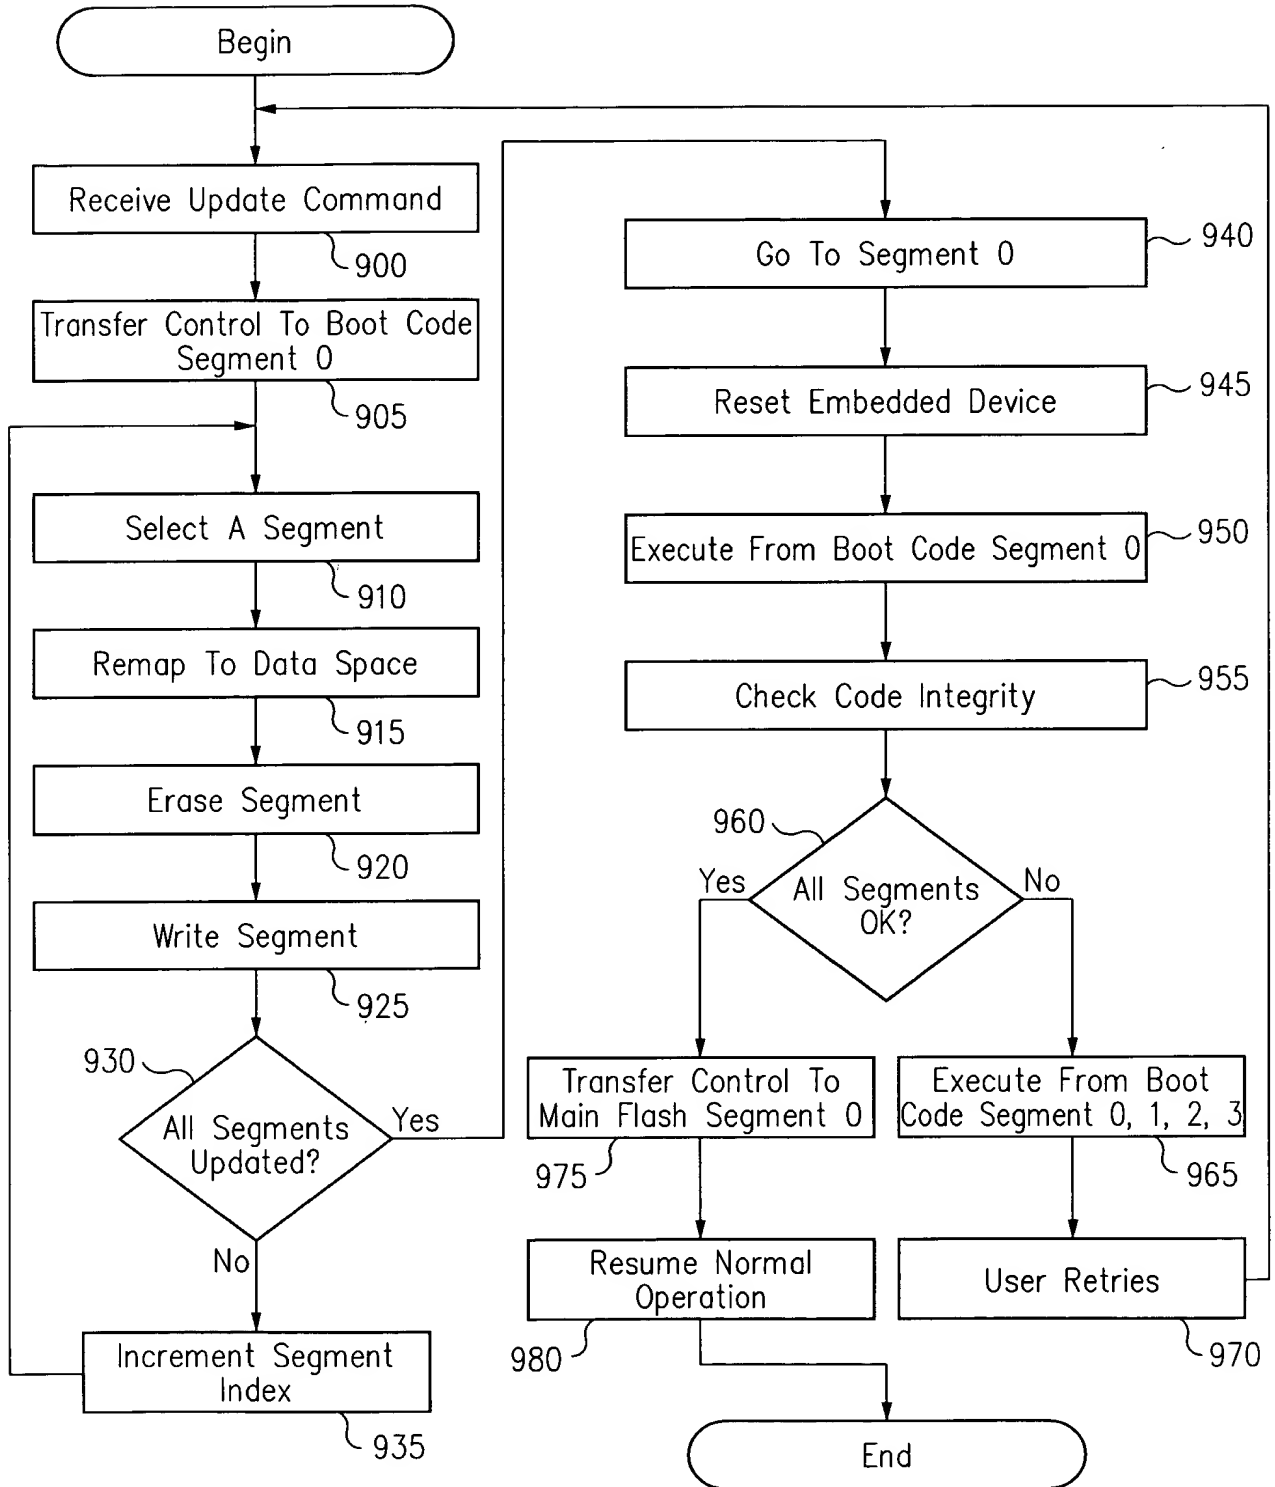 Begin
Receive Update Command
900
Transfer Control To Boot Code
Segment 0
905
Select A Segment
910
Remap To Data Space
915
Erase Segment
920
Write Segment
925
930
All Segments
Updated?
Yes
No
Increment Segment
Index
935
Go To Segment 0
940
Reset Embedded Device
945
Execute From Boot Code Segment 0
950
Check Code Integrity
955
960
All Segments
OK?
Yes
No
Transfer Control To
Main Flash Segment 0
975
Resume Normal
Operation
980
Execute From Boot
Code Segment 0, 1, 2, 3
965
User Retries
970
End